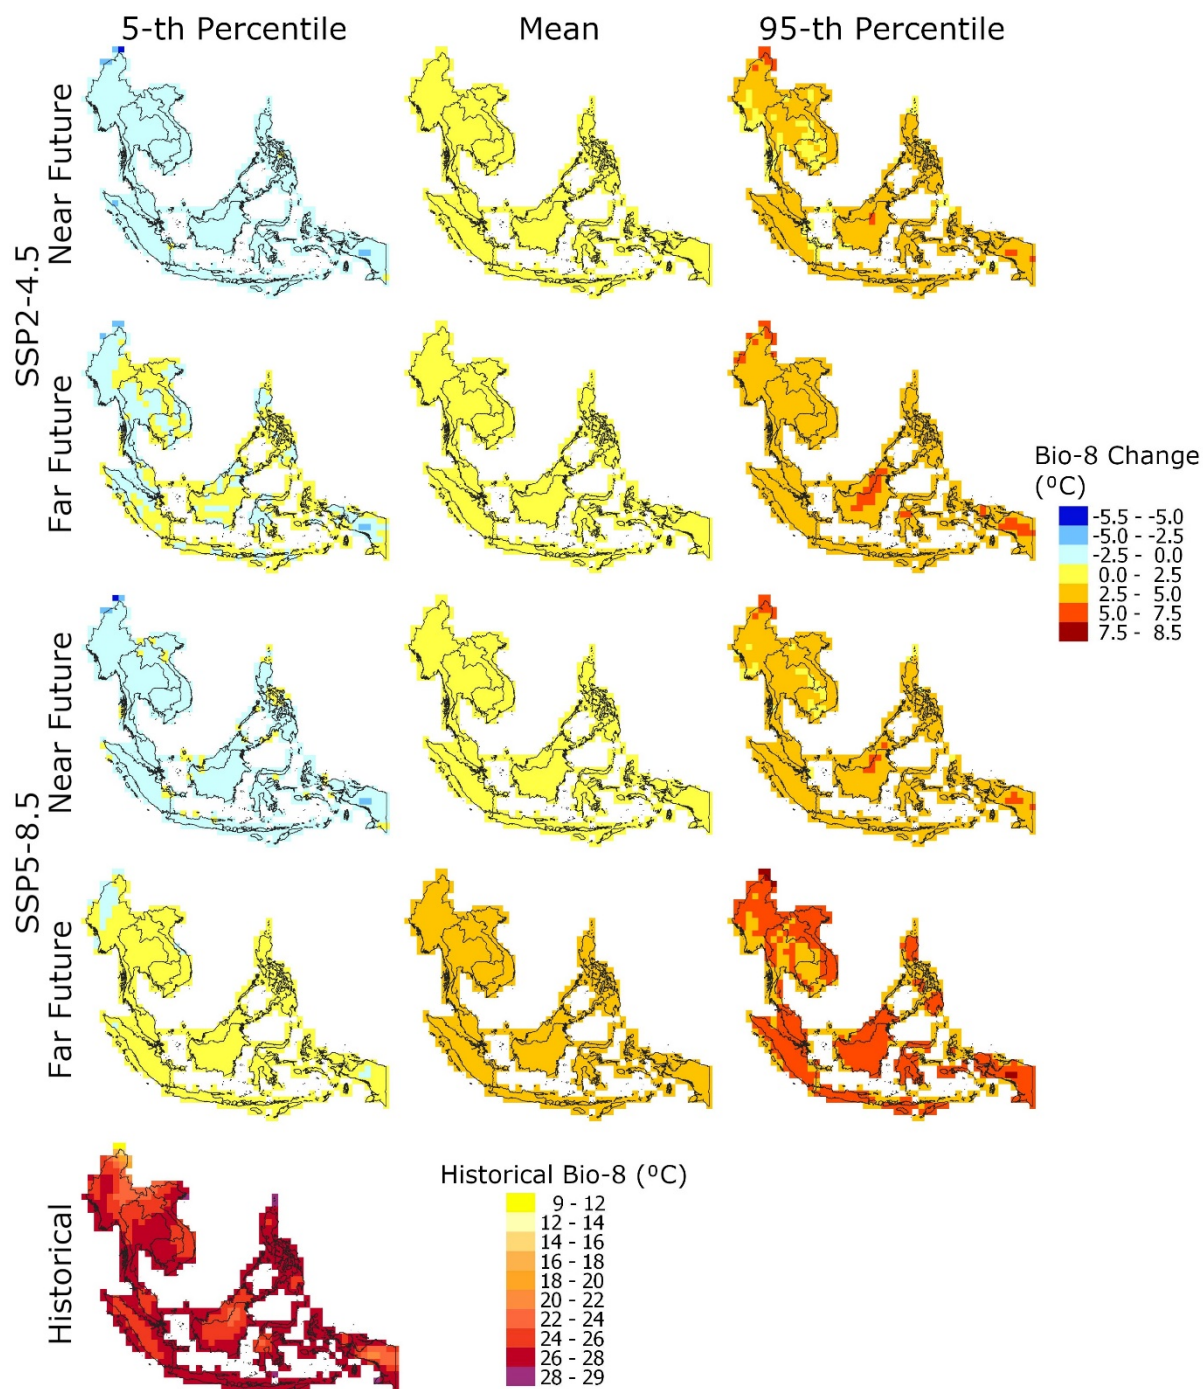 5-th Percentile
Mean
95-th Percentile
SSP2-4.5
Near Future
Far Future
SSP5-8.5
Near Future
Far Future
Historical
Bio-8 Change
(ºC)
-5.5 - -5.0
-5.0 - -2.5
-2.5 - 0.0
0.0 - 2.5
2.5 - 5.0
5.0 - 7.5
7.5 - 8.5
Historical Bio-8 (ºC)
9 - 12
12 - 14
14 - 16
16 - 18
18 - 20
20 - 22
22 - 24
24 - 26
26 - 28
28 - 29